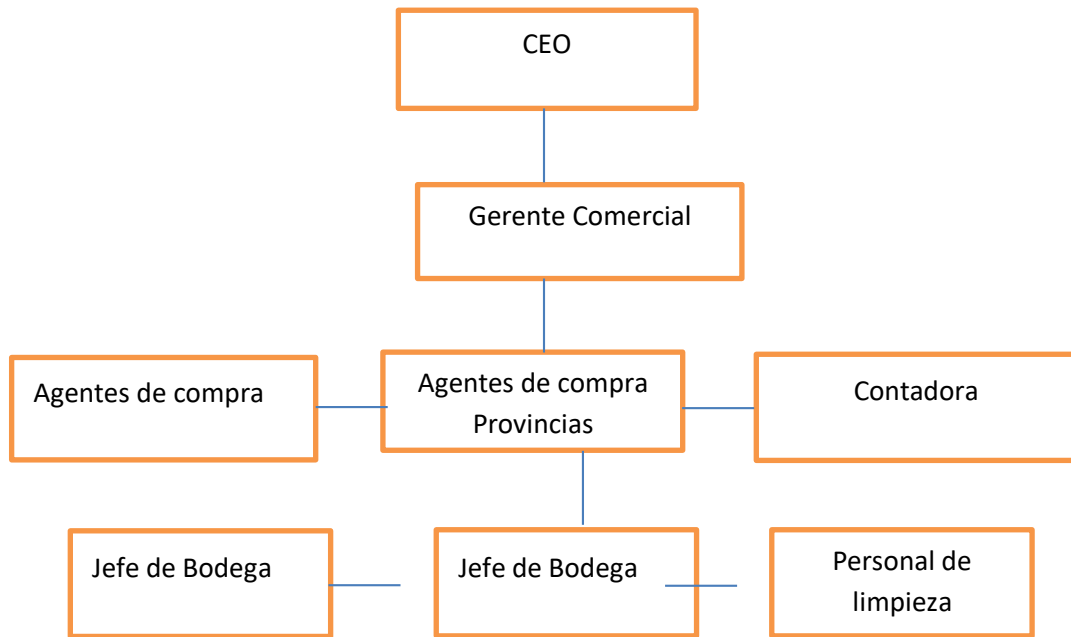 CEO
Gerente Comercial
Agentes de compra
Agentes de compra
Provincias
Contadora
Jefe de Bodega
Jefe de Bodega
Personal de
limpieza